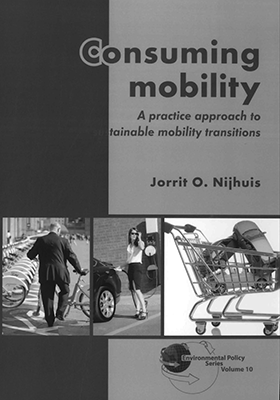 Consuming
mobility
A practice approach to
tainable mobility transitions
Jorrit O. Nijhuis
Environmental Policy
Series
Volume 10